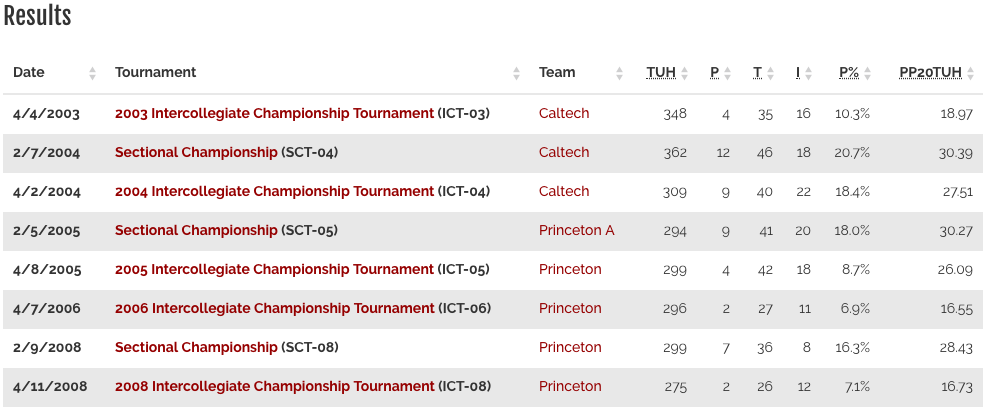 Results
Date Tournament Team TUH P T I P% PP20TUH
4/4/2003 2003 Intercollegiate Championship Tournament (ICT-03) Caltech 348 4 35 16 10.3% 18.97
2/7/2004 Sectional Championship (SCT-04) Caltech 362 12 46 18 20.7% 30.39
4/2/2004 2004 Intercollegiate Championship Tournament (ICT-04) Caltech 309 9 40 22 18.4% 27.51
2/5/2005 Sectional Championship (SCT-05) Princeton A 294 9 41 20 18.0% 30.27
4/8/2005 2005 Intercollegiate Championship Tournament (ICT-05) Princeton 299 4 42 18 8.7% 26.09
4/7/2006 2006 Intercollegiate Championship Tournament (ICT-06) Princeton 296 2 27 11 6.9% 16.55
2/9/2008 Sectional Championship (SCT-08) Princeton 299 7 36 8 16.3% 28.43
4/11/2008 2008 Intercollegiate Championship Tournament (ICT-08) Princeton 275 2 26 12 7.1% 16.73